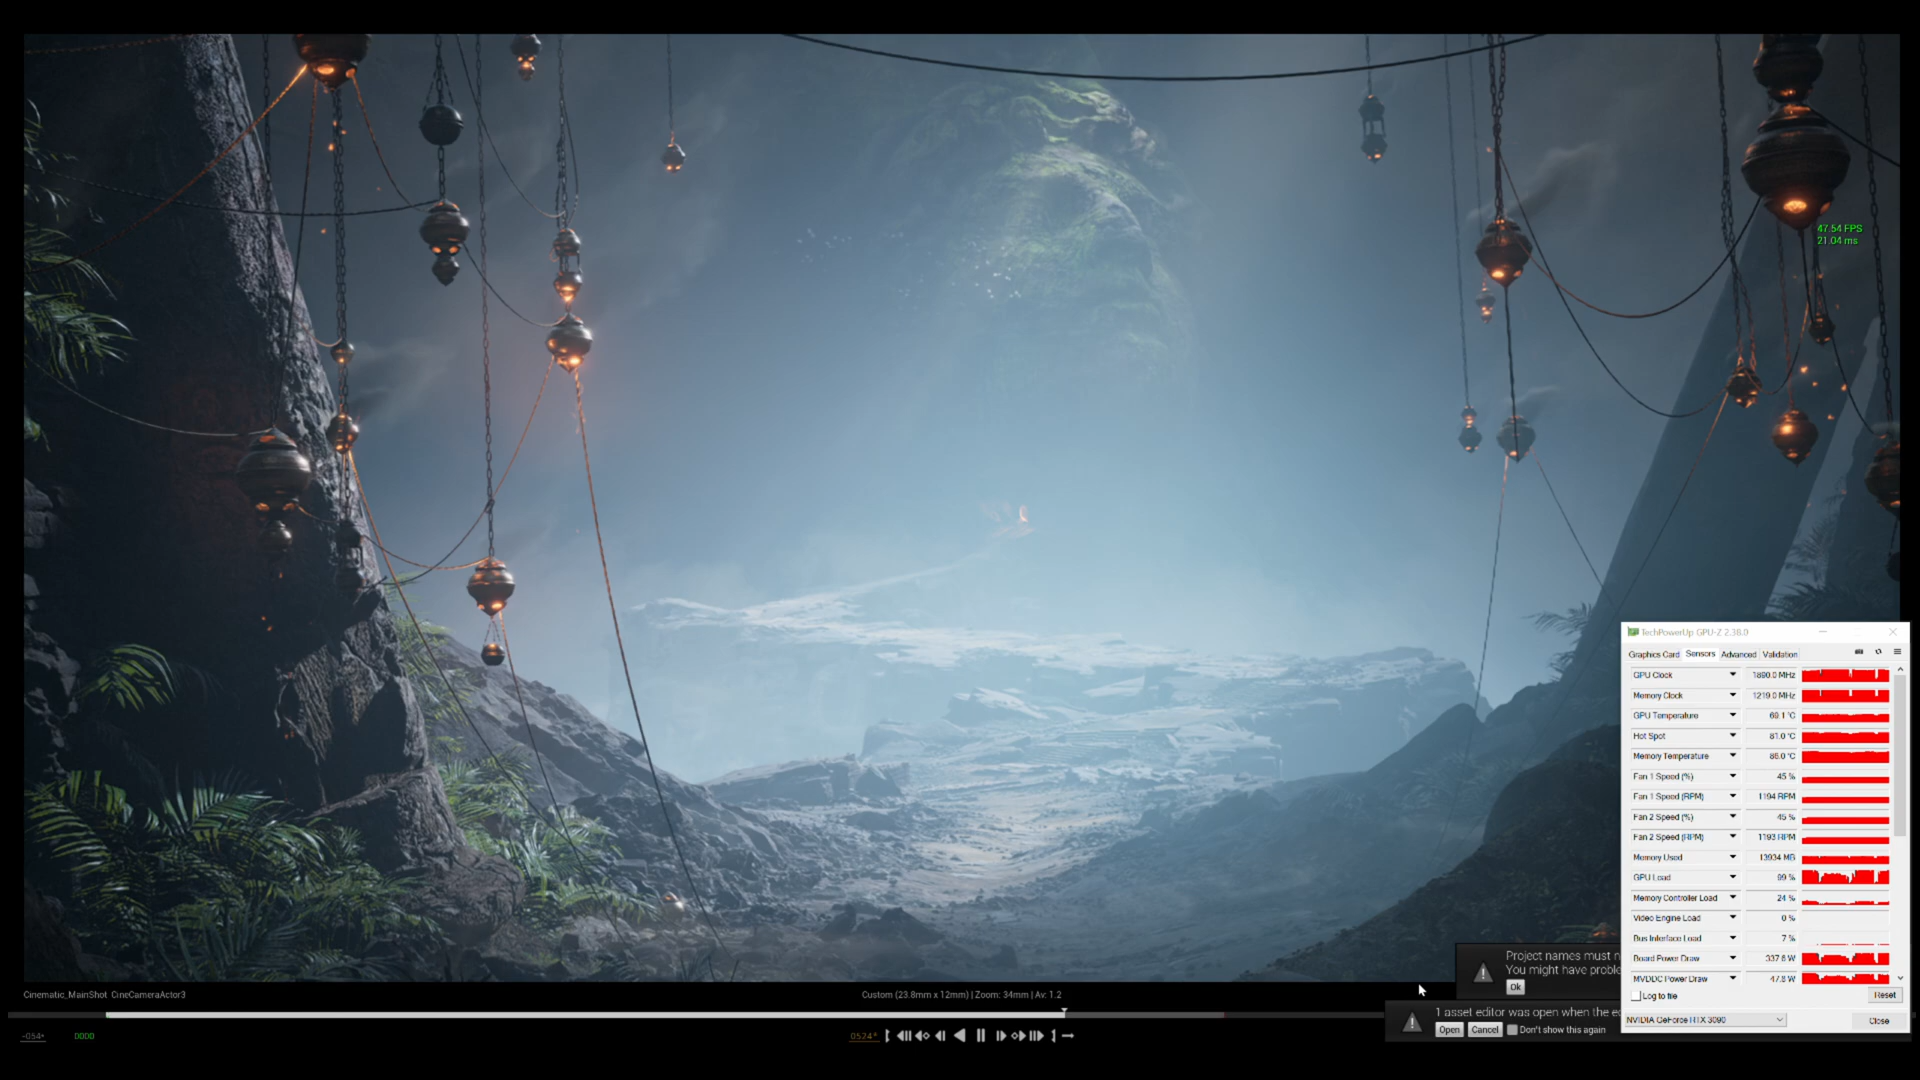 47.54 FPS
21.04 ms
TechPowerUp GPU-Z 2.38.0
Graphics Card Sensors Advanced Validation
GPU Clock 1890.0 MHz
Memory Clock 1219.0 MHz
GPU Temperature 69.1 °C
Hot Spot 81.0 °C
Memory Temperature 86.0 °C
Fan 1 Speed (%) 45 %
Fan 1 Speed (RPM) 1194 RPM
Fan 2 Speed (%) 45 %
Fan 2 Speed (RPM) 1193 RPM
Memory Used 13934 MB
GPU Load 99 %
Memory Controller Load 24 %
Video Engine Load 0 %
Bus Interface Load 7 %
Board Power Draw 337.6 W
MVDDC Power Draw 47.8 W
Log to file Reset
NVIDIA GeForce RTX 3090 Close
Project names must n
You might have proble
Ok
1 asset editor was open when the e
Open Cancel Don't show this again
Cinematic_MainShot CineCameraActor3
Custom (23.8mm x 12mm) | Zoom: 34mm | Av: 1.2
-054* 0000
0524*